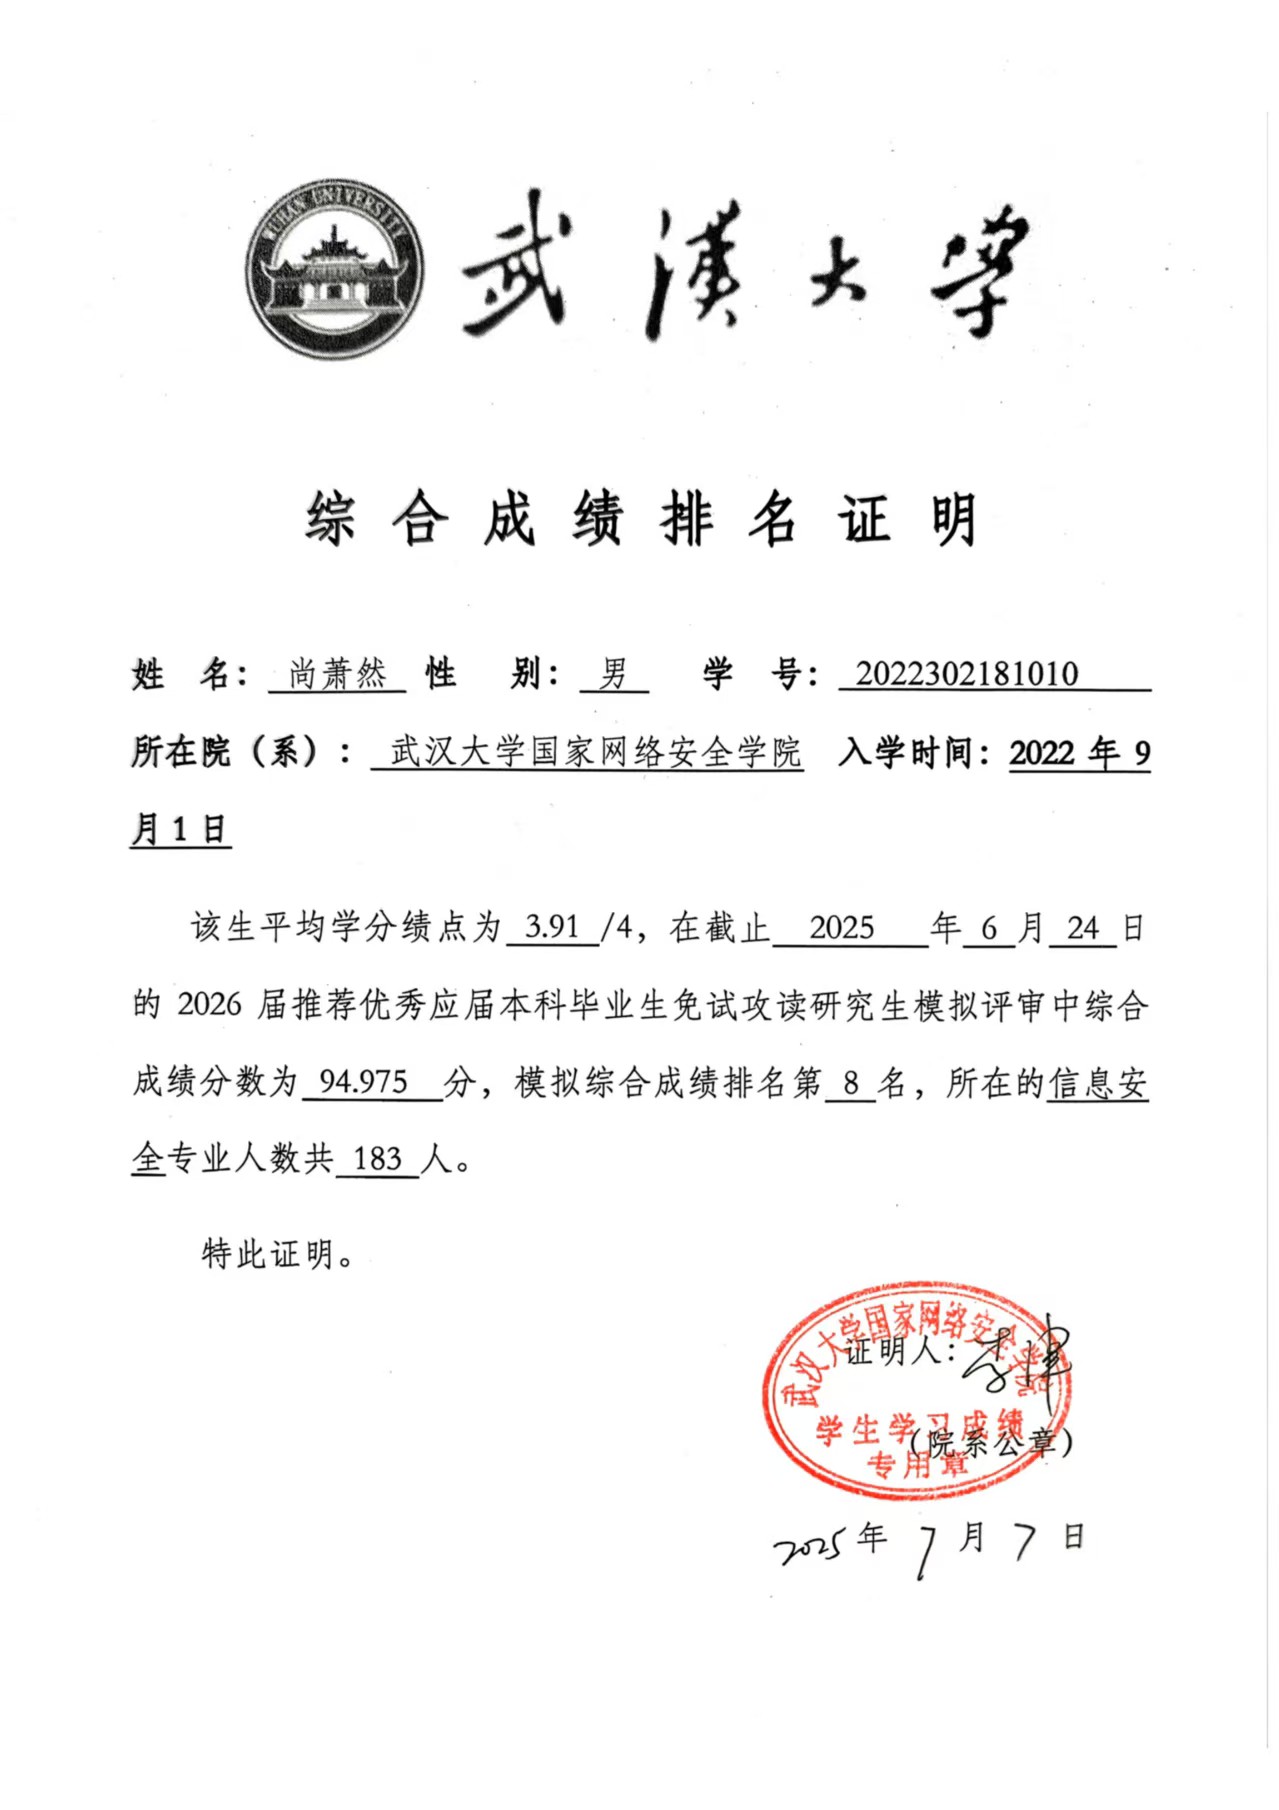 WUHAN UNIVERSITY
武汉大学
综合成绩排名证明
姓 名：尚萧然 性 别：男 学 号：2022302181010
所在院（系）：武汉大学国家网络安全学院 入学时间：2022 年 9
月 1 日
该生平均学分绩点为 3.91 /4，在截止 2025 年 6 月 24 日
的 2026 届推荐优秀应届本科毕业生免试攻读研究生模拟评审中综合
成绩分数为 94.975 分，模拟综合成绩排名第 8 名，所在的信息安
全专业人数共 183 人。
特此证明。
武汉大学国家网络安全学院
证明人：
学生学习成绩
（院系公章）
专用章
2025 年 7 月 7 日